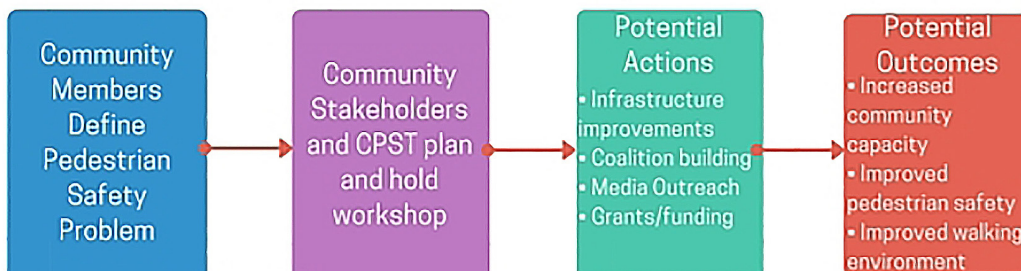 Community
Members
Define
Pedestrian
Safety
Problem
Community
Stakeholders
and CPST plan
and hold
workshop
Potential
Actions
• Infrastructure
improvements
• Coalition building
• Media Outreach
• Grants/funding
Potential
Outcomes
• Increased
community
capacity
• Improved
pedestrian safety
• Improved walking
environment